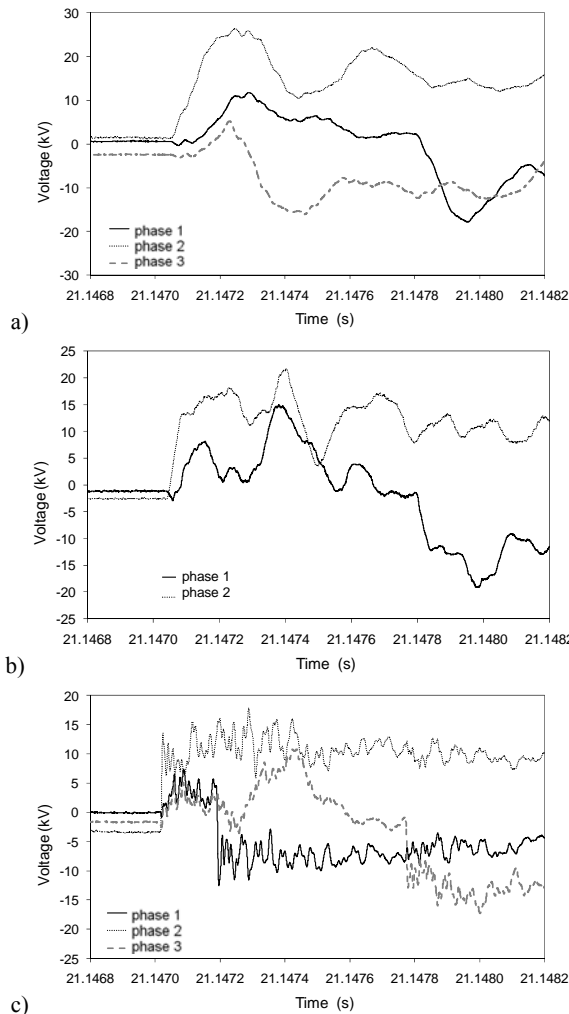 30
20
10
0
-10
-20
-30
Voltage (kV)
phase 1
phase 2
phase 3
21.1468 21.1470 21.1472 21.1474 21.1476 21.1478 21.1480 21.1482
Time (s)
a)
25
20
15
10
5
0
-5
-10
-15
-20
-25
Voltage (kV)
phase 1
phase 2
21.1468 21.1470 21.1472 21.1474 21.1476 21.1478 21.1480 21.1482
Time (s)
b)
20
15
10
5
0
-5
-10
-15
-20
-25
Voltage (kV)
phase 1
phase 2
phase 3
21.1468 21.1470 21.1472 21.1474 21.1476 21.1478 21.1480 21.1482
Time (s)
c)